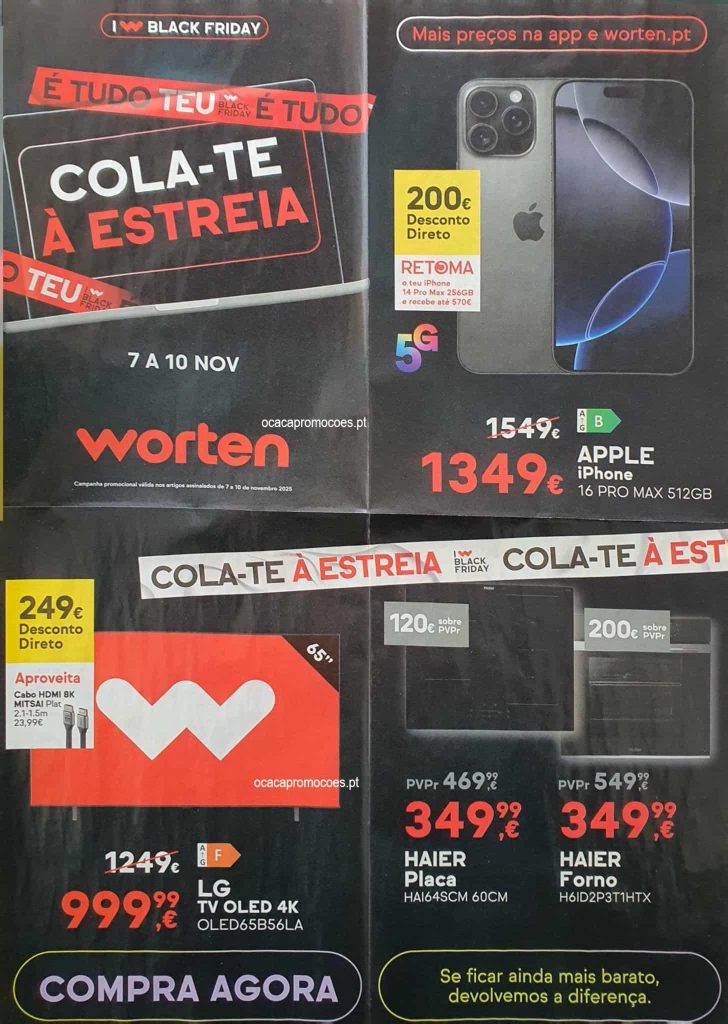 I BLACK FRIDAY
É TUDO TEU BLACK FRIDAY É TUDO
COLA-TE
À ESTREIA
O TEU I BLACK FRIDAY
7 A 10 NOV
ocacapromocoes.pt
worten
Campanha promocional válida nos artigos assinalados de 7 a 10 de novembro 2025
Mais preços na app e worten.pt
200€
Desconto
Direto
RETOMA
o teu iPhone
14 Pro Max 256GB
e recebe até 570€
5G
1549€
A
G
B
1349€
APPLE
iPhone
16 PRO MAX 512GB
COLA-TE À ESTREIA I BLACK FRIDAY COLA-TE À EST
249€
Desconto
Direto
Aproveita
Cabo HDMI 8K
MITSAI Plat
2.1-1.5m
23,99€
65"
ocacapromocoes.pt
1249€
A
G
F
999,99€
LG
TV OLED 4K
OLED65B56LA
COMPRA AGORA
Haier
120€ sobre PVPr
200€ sobre PVPr
Haier
PVPr 469,99€
349,99€
HAIER
Placa
HAI64SCM 60CM
PVPr 549,99€
349,99€
HAIER
Forno
H6ID2P3T1HTX
Se ficar ainda mais barato,
devolvemos a diferença.